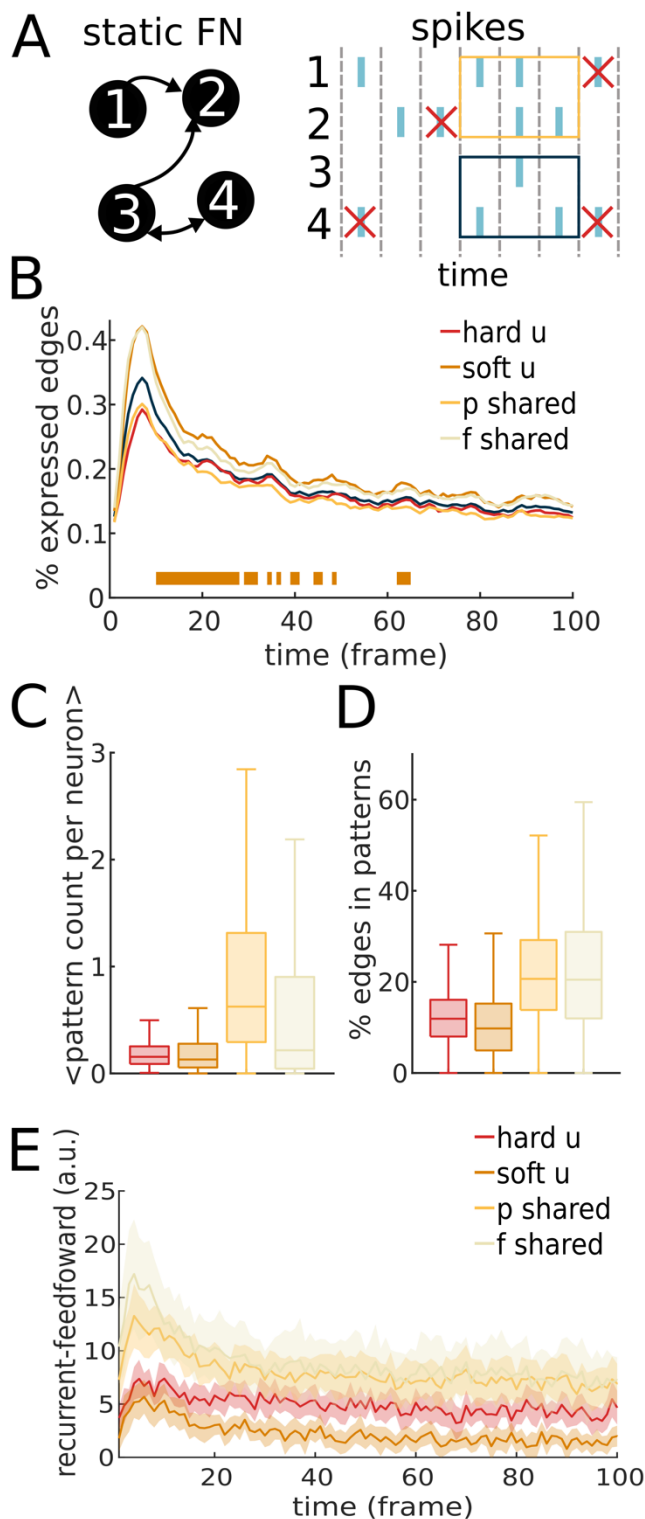 A
static FN
spikes
1
2
3
4
1
2
3
4
time
B
% expressed edges
0.4
0.3
0.2
0.1
0
0
20
40
60
80
100
time (frame)
hard u
soft u
p shared
f shared
C
<pattern count per neuron>
3
2
1
0
D
% edges in patterns
60
40
20
0
E
recurrent-feedfoward (a.u.)
25
20
15
10
5
0
20
40
60
80
100
time (frame)
hard u
soft u
p shared
f shared